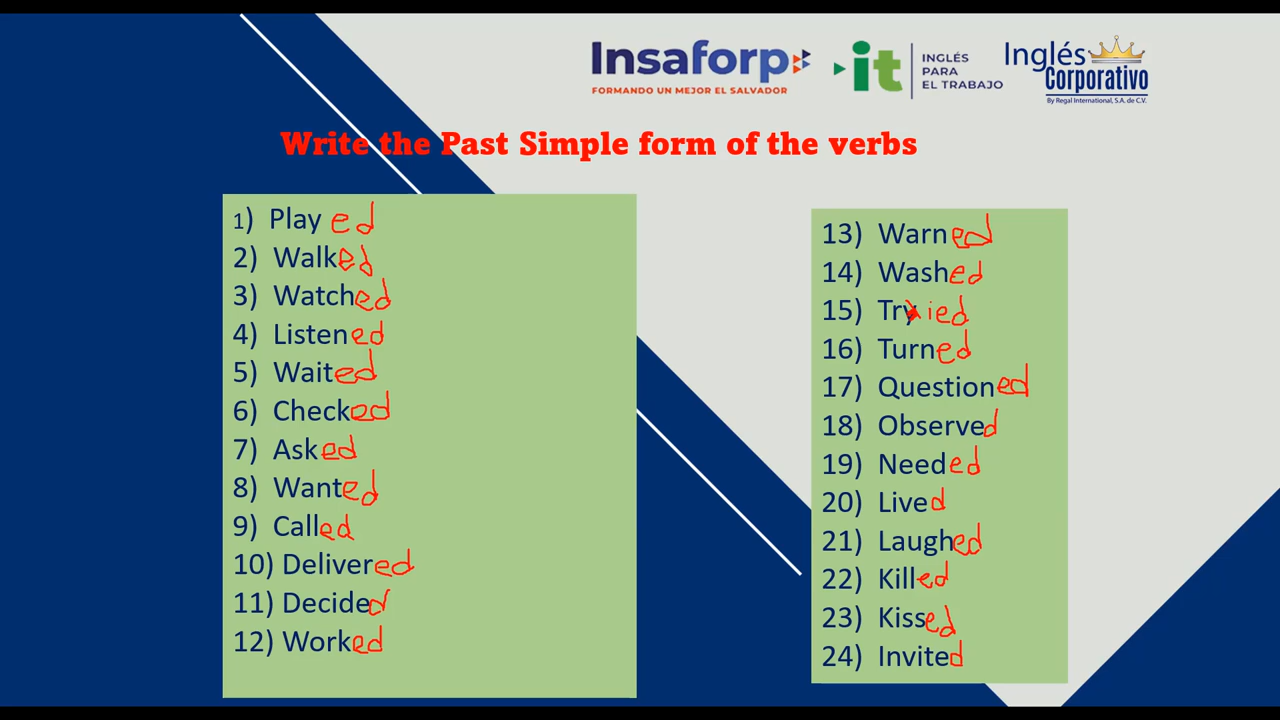 Insaforp
FORMANDO UN MEJOR EL SALVADOR
it
INGLÉS
PARA
EL TRABAJO
Inglés
Corporativo
By Regal International, S.A. de C.V.
Write the Past Simple form of the verbs
1) Play ed
2) Walked
3) Watched
4) Listened
5) Waited
6) Checked
7) Asked
8) Wanted
9) Called
10) Delivered
11) Decided
12) Worked
13) Warned
14) Washed
15) Try ied
16) Turned
17) Questioned
18) Observed
19) Needed
20) Lived
21) Laughed
22) Killed
23) Kissed
24) Invited